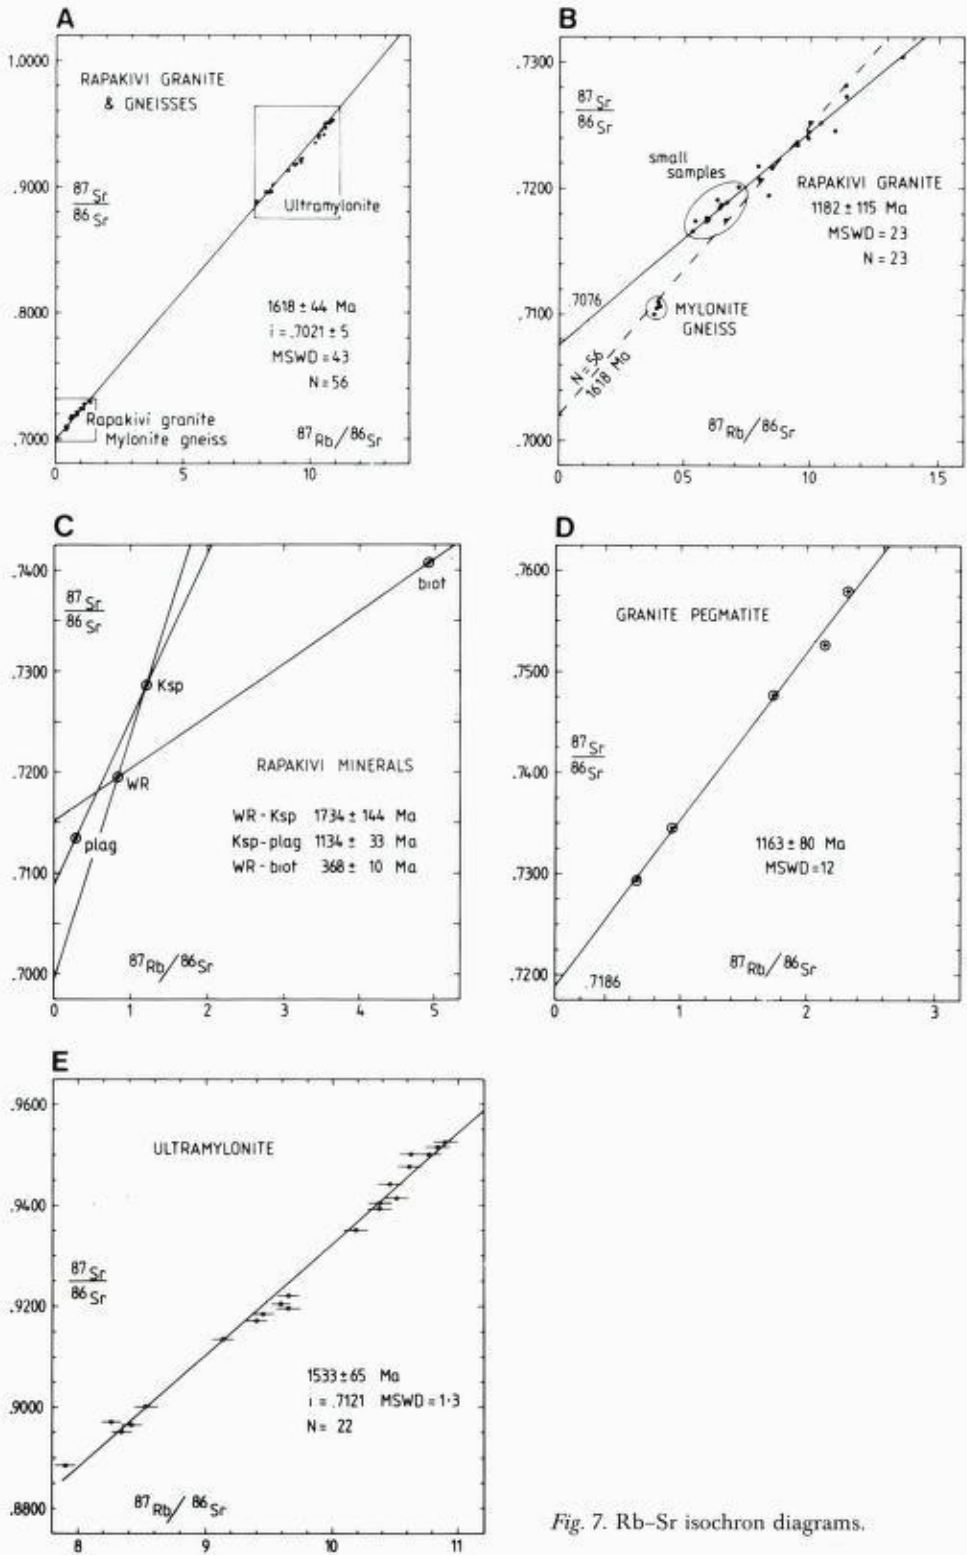 A
1.0000
.9000
.8000
.7000
RAPAKIVI GRANITE
& GNEISSES
87Sr
86Sr
Ultramylonite
1618 ± 44 Ma
i = .7021 ± 5
MSWD = 43
N = 56
Rapakivi granite
Mylonite gneiss
87Rb/86Sr
0 5 10
B
.7300
.7200
.7100
.7000
87Sr
86Sr
small
samples
RAPAKIVI GRANITE
1182 ± 115 Ma
MSWD = 23
N = 23
.7076
MYLONITE
GNEISS
N = 56
1618 Ma
87Rb/86Sr
0 05 10 15
C
.7400
.7300
.7200
.7100
.7000
87Sr
86Sr
biot
Ksp
WR
plag
RAPAKIVI MINERALS
WR - Ksp 1734 ± 144 Ma
Ksp - plag 1134 ± 33 Ma
WR - biot 368 ± 10 Ma
87Rb/86Sr
0 1 2 3 4 5
D
.7600
.7500
.7400
.7300
.7200
GRANITE PEGMATITE
87Sr
86Sr
1163 ± 80 Ma
MSWD = 12
.7186
87Rb/86Sr
0 1 2 3
E
.9600
.9400
.9200
.9000
.8800
ULTRAMYLONITE
87Sr
86Sr
1533 ± 65 Ma
i = .7121 MSWD = 1·3
N = 22
87Rb/86Sr
8 9 10 11
Fig. 7. Rb–Sr isochron diagrams.